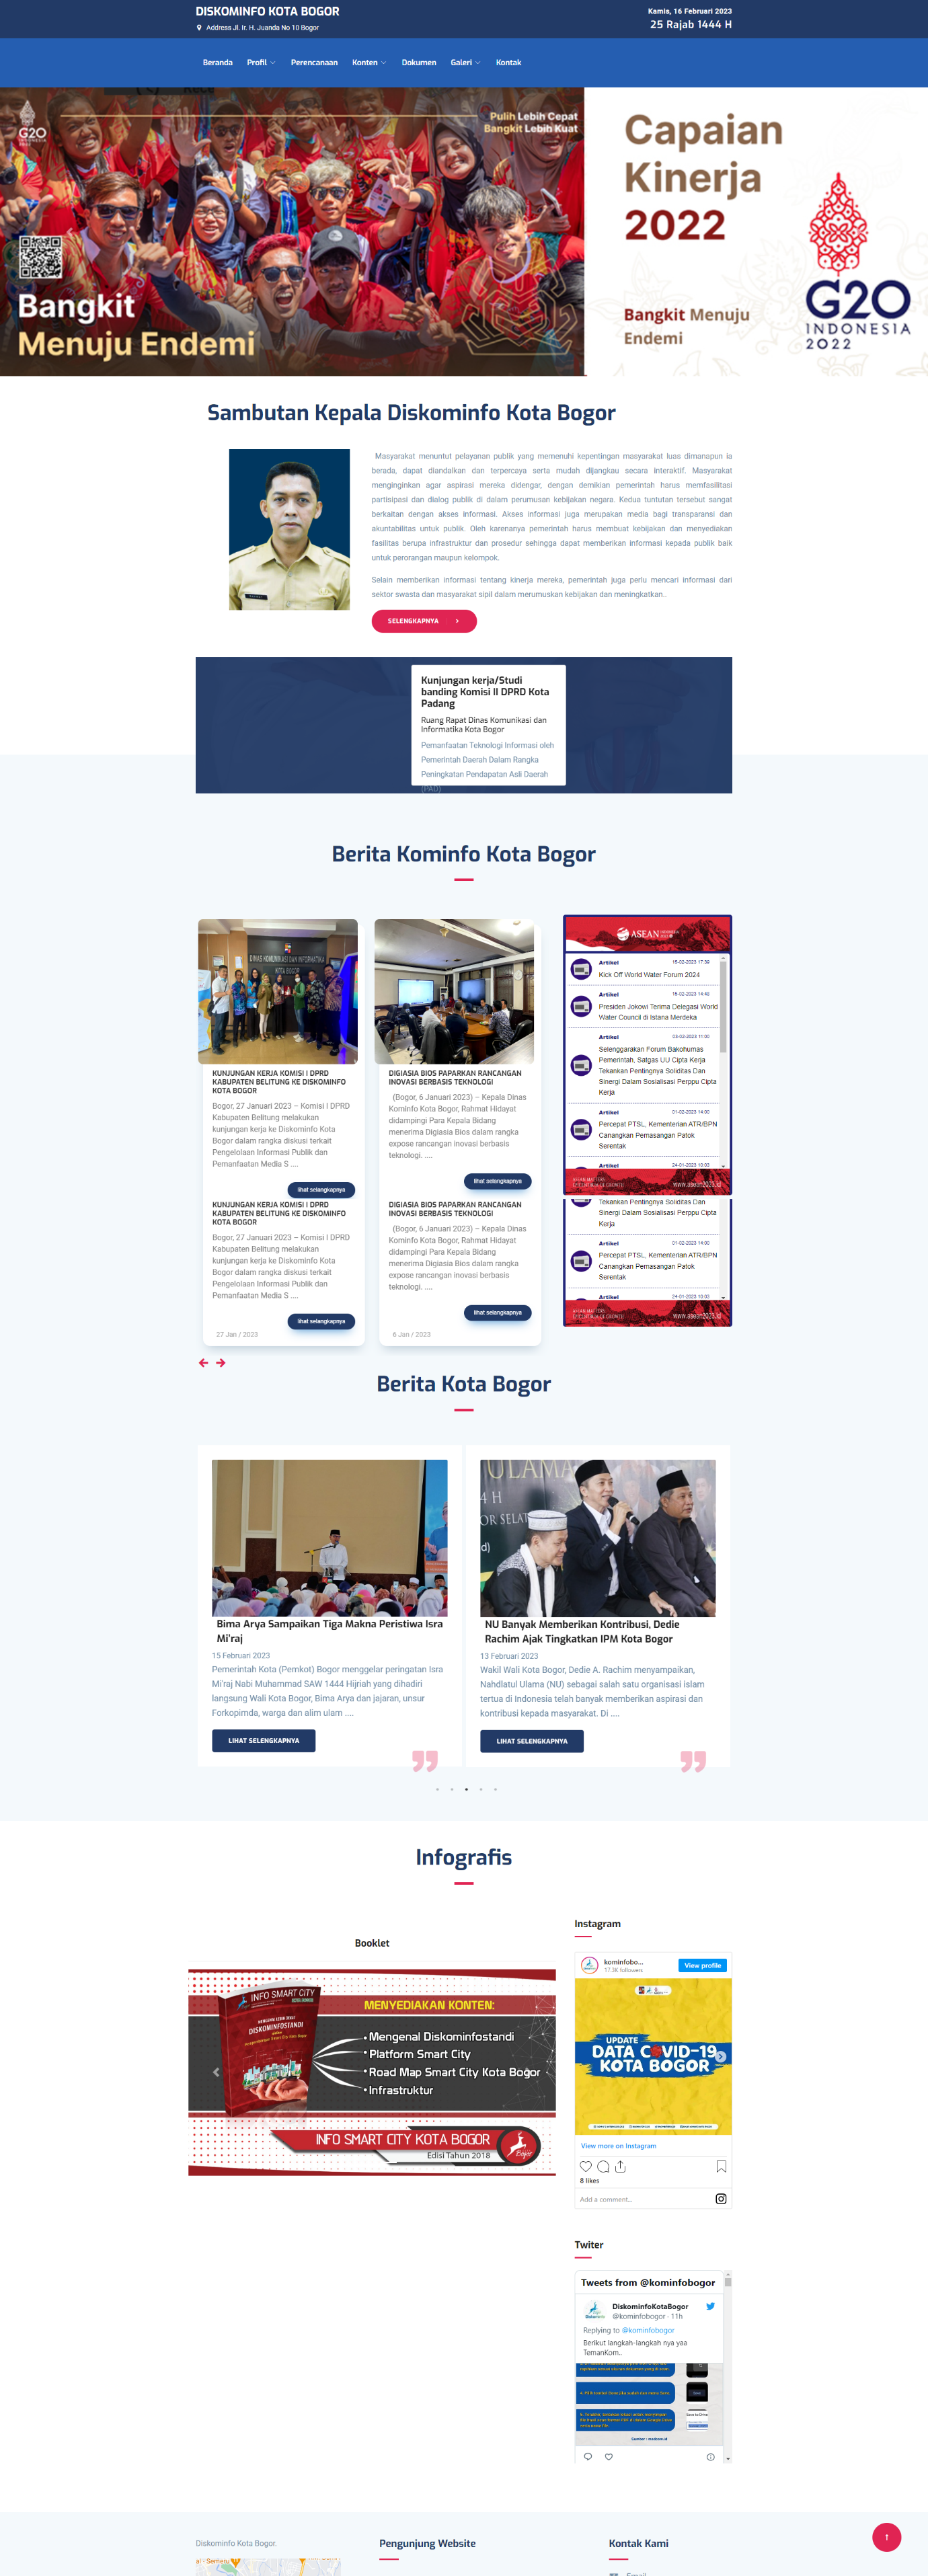 DISKOMINFO KOTA BOGOR
Address Jl. Ir. H. Juanda No 10 Bogor
Kamis, 16 Februari 2023
25 Rajab 1444 H
Beranda
Profil
Perencanaan
Konten
Dokumen
Galeri
Kontak
G20
Pulih Lebih Cepat
Bangkit Lebih Kuat
Bangkit
Menuju Endemi
Capaian
Kinerja
2022
Bangkit Menuju
Endemi
G20
INDONESIA
2022
Sambutan Kepala Diskominfo Kota Bogor
Masyarakat menuntut pelayanan publik yang memenuhi kepentingan masyarakat luas dimanapun ia
berada, dapat diandalkan dan terpercaya serta mudah dijangkau secara interaktif. Masyarakat
menginginkan agar aspirasi mereka didengar, dengan demikian pemerintah harus memfasilitasi
partisipasi dan dialog publik di dalam perumusan kebijakan negara. Kedua tuntutan tersebut sangat
berkaitan dengan akses informasi. Akses informasi juga merupakan media bagi transparansi dan
akuntabilitas untuk publik. Oleh karenanya pemerintah harus membuat kebijakan dan menyediakan
fasilitas berupa infrastruktur dan prosedur sehingga dapat memberikan informasi kepada publik baik
untuk perorangan maupun kelompok.
Selain memberikan informasi tentang kinerja mereka, pemerintah juga perlu mencari informasi dari
sektor swasta dan masyarakat sipil dalam merumuskan kebijakan dan meningkatkan..
SELENGKAPNYA
Kunjungan kerja/Studi
banding Komisi II DPRD Kota
Padang
Ruang Rapat Dinas Komunikasi dan
Informatika Kota Bogor
Pemanfaatan Teknologi Informasi oleh
Pemerintah Daerah Dalam Rangka
Peningkatan Pendapatan Asli Daerah
(PAD)
Berita Kominfo Kota Bogor
DINAS KOMUNIKASI DAN INFORMATIKA
KOTA BOGOR
KUNJUNGAN KERJA KOMISI I DPRD
KABUPATEN BELITUNG KE DISKOMINFO
KOTA BOGOR
Bogor, 27 Januari 2023 – Komisi I DPRD
Kabupaten Belitung melakukan
kunjungan kerja ke Diskominfo Kota
Bogor dalam rangka diskusi terkait
Pengelolaan Informasi Publik dan
Pemanfaatan Media S ....
lihat selangkapnya
KUNJUNGAN KERJA KOMISI I DPRD
KABUPATEN BELITUNG KE DISKOMINFO
KOTA BOGOR
Bogor, 27 Januari 2023 – Komisi I DPRD
Kabupaten Belitung melakukan
kunjungan kerja ke Diskominfo Kota
Bogor dalam rangka diskusi terkait
Pengelolaan Informasi Publik dan
Pemanfaatan Media S ....
lihat selangkapnya
27 Jan / 2023
DIGIASIA BIOS PAPARKAN RANCANGAN
INOVASI BERBASIS TEKNOLOGI
(Bogor, 6 Januari 2023) – Kepala Dinas
Kominfo Kota Bogor, Rahmat Hidayat
didampingi Para Kepala Bidang
menerima Digiasia Bios dalam rangka
expose rancangan inovasi berbasis
teknologi. ....
lihat selangkapnya
DIGIASIA BIOS PAPARKAN RANCANGAN
INOVASI BERBASIS TEKNOLOGI
(Bogor, 6 Januari 2023) – Kepala Dinas
Kominfo Kota Bogor, Rahmat Hidayat
didampingi Para Kepala Bidang
menerima Digiasia Bios dalam rangka
expose rancangan inovasi berbasis
teknologi. ....
lihat selangkapnya
6 Jan / 2023
ASEAN
Artikel 15-02-2023 17:39
Kick Off World Water Forum 2024
Artikel 15-02-2023 14:40
Presiden Jokowi Terima Delegasi World
Water Council di Istana Merdeka
Artikel 03-02-2023 11:00
Selenggarakan Forum Bakohumas
Pemerintah, Satgas UU Cipta Kerja
Tekankan Pentingnya Soliditas Dan
Sinergi Dalam Sosialisasi Perppu Cipta
Kerja
Artikel 01-02-2023 14:00
Percepat PTSL, Kementerian ATR/BPN
Canangkan Pemasangan Patok
Serentak
Artikel 24-01-2023 10:03
www.asean2023.id
Tekankan Pentingnya Soliditas Dan
Sinergi Dalam Sosialisasi Perppu Cipta
Kerja
Artikel 01-02-2023 14:00
Percepat PTSL, Kementerian ATR/BPN
Canangkan Pemasangan Patok
Serentak
Artikel 24-01-2023 10:03
www.asean2023.id
Berita Kota Bogor
Bima Arya Sampaikan Tiga Makna Peristiwa Isra
Mi'raj
15 Februari 2023
Pemerintah Kota (Pemkot) Bogor menggelar peringatan Isra
Mi'raj Nabi Muhammad SAW 1444 Hijriah yang dihadiri
langsung Wali Kota Bogor, Bima Arya dan jajaran, unsur
Forkopimda, warga dan alim ulam ....
LIHAT SELENGKAPNYA
ULAMA
4 H
OR SELAT
NU Banyak Memberikan Kontribusi, Dedie
Rachim Ajak Tingkatkan IPM Kota Bogor
13 Februari 2023
Wakil Wali Kota Bogor, Dedie A. Rachim menyampaikan,
Nahdlatul Ulama (NU) sebagai salah satu organisasi islam
tertua di Indonesia telah banyak memberikan aspirasi dan
kontribusi kepada masyarakat. Di ....
LIHAT SELENGKAPNYA
Infografis
Booklet
INFO SMART CITY
DISKOMINFOSTANDI
MENYEDIAKAN KONTEN:
• Mengenal Diskominfostandi
• Platform Smart City
• Road Map Smart City Kota Bogor
• Infrastruktur
INFO SMART CITY KOTA BOGOR
Edisi Tahun 2018
Bogor
Instagram
kominfobo...
17.3K followers
View profile
UPDATE
DATA COVID-19
KOTA BOGOR
View more on Instagram
8 likes
Add a comment...
Twiter
Tweets from @kominfobogor
DiskominfoKotaBogor
@kominfobogor · 11h
Replying to @kominfobogor
Berikut langkah-langkah nya yaa
TemanKom..
Diskominfo Kota Bogor.
Pengunjung Website
Kontak Kami
Email